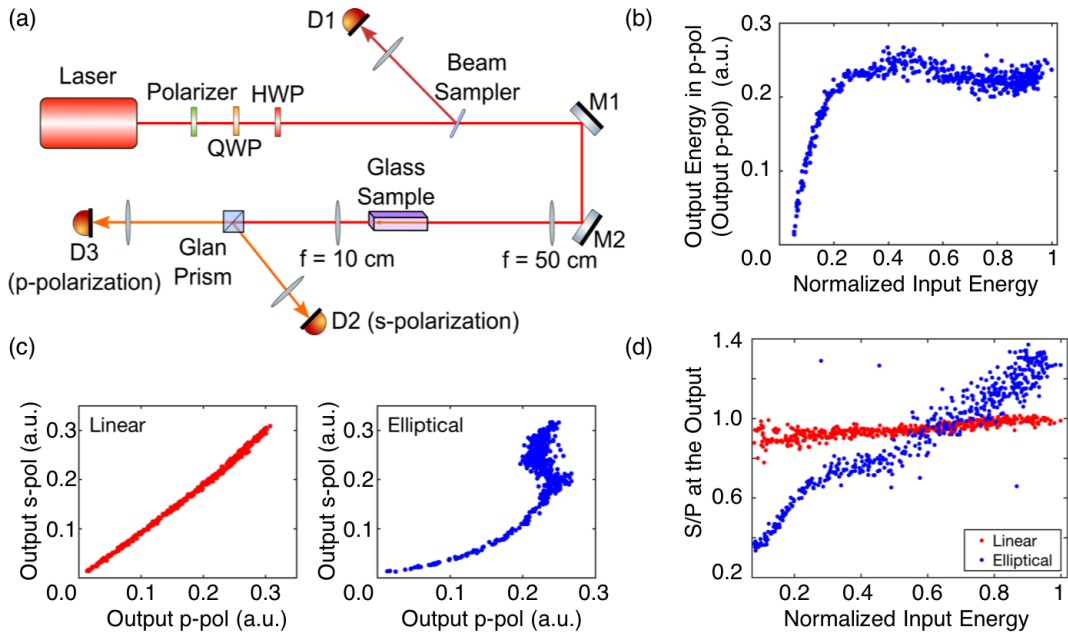 (a)
D1
Laser
Polarizer
HWP
QWP
Beam
Sampler
M1
Glass
Sample
D3
(p-polarization)
Glan
Prism
f = 10 cm
f = 50 cm
M2
D2 (s-polarization)
(b)
Output Energy in p-pol
(Output p-pol) (a.u.)
0.3
0.2
0.1
0.0
0.2 0.4 0.6 0.8 1
Normalized Input Energy
(c)
Linear
Output s-pol (a.u.)
0.3
0.2
0.1
0.0
0.1 0.2 0.3
Output p-pol (a.u.)
Elliptical
Output s-pol (a.u.)
0.3
0.2
0.1
0.0
0.1 0.2 0.3
Output p-pol (a.u.)
(d)
S/P at the Output
1.4
1.0
0.6
0.2
Linear
Elliptical
0.2 0.4 0.6 0.8 1
Normalized Input Energy